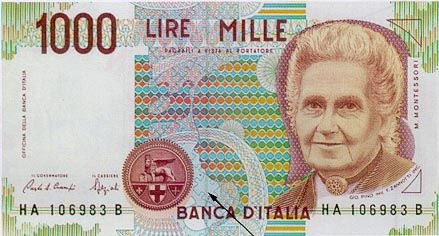 1000 LIRE MILLE
PAGABILI A VISTA AL PORTATORE
OFFICINA DELLA BANCA D'ITALIA
M. MONTESSORI
IL GOVERNATORE
IL CASSIERE
HA 106983 B
BANCA D'ITALIA
HA 106983 B